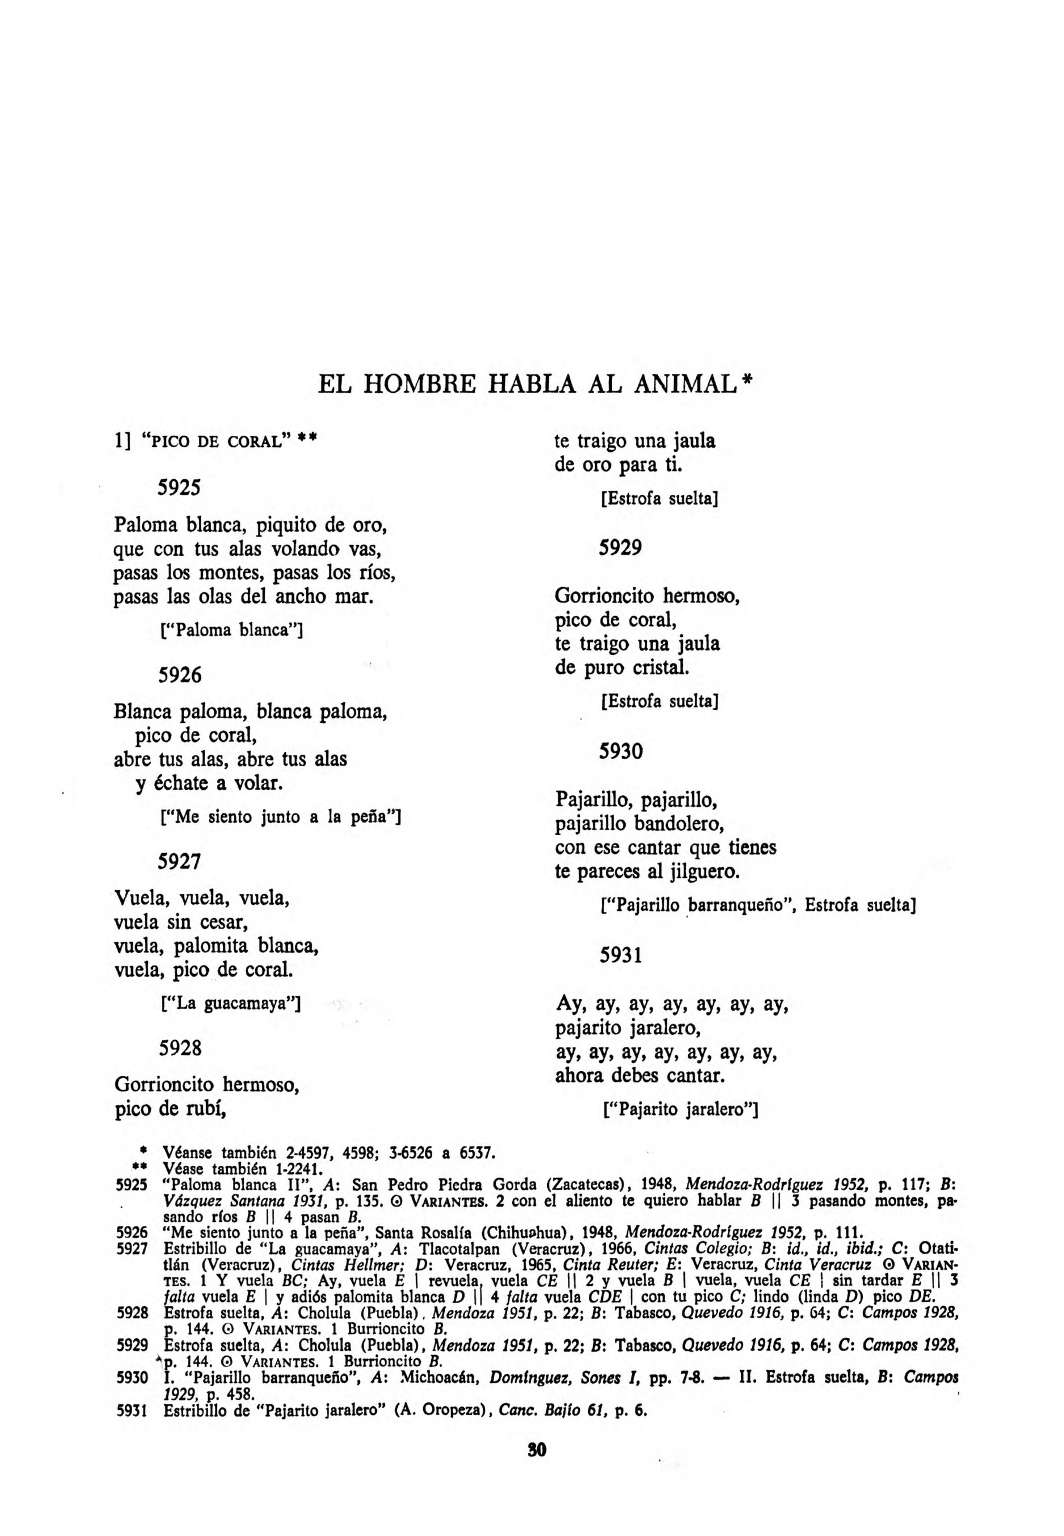 EL HOMBRE HABLA AL ANIMAL*
1] “PICO DE CORAL” **
5925
Paloma blanca, piquito de oro,
que con tus alas volando vas,
pasas los montes, pasas los ríos,
pasas las olas del ancho mar.
[“Paloma blanca”]
5926
Blanca paloma, blanca paloma,
pico de coral,
abre tus alas, abre tus alas
y échate a volar.
[“Me siento junto a la peña”]
5927
Vuela, vuela, vuela,
vuela sin cesar,
vuela, palomita blanca,
vuela, pico de coral.
[“La guacamaya”]
5928
Gorrioncito hermoso,
pico de rubí,
te traigo una jaula
de oro para ti.
[Estrofa suelta]
5929
Gorrioncito hermoso,
pico de coral,
te traigo una jaula
de puro cristal.
[Estrofa suelta]
5930
Pajarillo, pajarillo,
pajarillo bandolero,
con ese cantar que tienes
te pareces al jilguero.
[“Pajarillo barranqueño”, Estrofa suelta]
5931
Ay, ay, ay, ay, ay, ay, ay,
pajarito jaralero,
ay, ay, ay, ay, ay, ay, ay,
ahora debes cantar.
[“Pajarito jaralero”]
* Véanse también 2-4597, 4598; 3-6526 a 6537.
** Véase también 1-2241.
5925 “Paloma blanca II”, A: San Pedro Piedra Gorda (Zacatecas), 1948, Mendoza-Rodríguez 1952, p. 117; B:
Vázquez Santana 1931, p. 135. ⊙ VARIANTES. 2 con el aliento te quiero hablar B || 3 pasando montes, pa-
sando ríos B || 4 pasan B.
5926 “Me siento junto a la peña”, Santa Rosalía (Chihuahua), 1948, Mendoza-Rodríguez 1952, p. 111.
5927 Estribillo de “La guacamaya”, A: Tlacotalpan (Veracruz), 1966, Cintas Colegio; B: id., id., ibid.; C: Otati-
tlán (Veracruz), Cintas Hellmer; D: Veracruz, 1965, Cinta Reuter; E: Veracruz, Cinta Veracruz ⊙ VARIAN-
TES. 1 Y vuela BC; Ay, vuela E | revuela, vuela CE || 2 y vuela B | vuela, vuela CE | sin tardar E || 3
falta vuela E | y adiós palomita blanca D || 4 falta vuela CDE | con tu pico C; lindo (linda D) pico DE.
5928 Estrofa suelta, A: Cholula (Puebla), Mendoza 1951, p. 22; B: Tabasco, Quevedo 1916, p. 64; C: Campos 1928,
p. 144. ⊙ VARIANTES. 1 Burrioncito B.
5929 Estrofa suelta, A: Cholula (Puebla), Mendoza 1951, p. 22; B: Tabasco, Quevedo 1916, p. 64; C: Campos 1928,
p. 144. ⊙ VARIANTES. 1 Burrioncito B.
5930 I. “Pajarillo barranqueño”, A: Michoacán, Domínguez, Sones I, pp. 7-8. — II. Estrofa suelta, B: Campos
1929, p. 458.
5931 Estribillo de “Pajarito jaralero” (A. Oropeza), Canc. Bajío 61, p. 6.
30